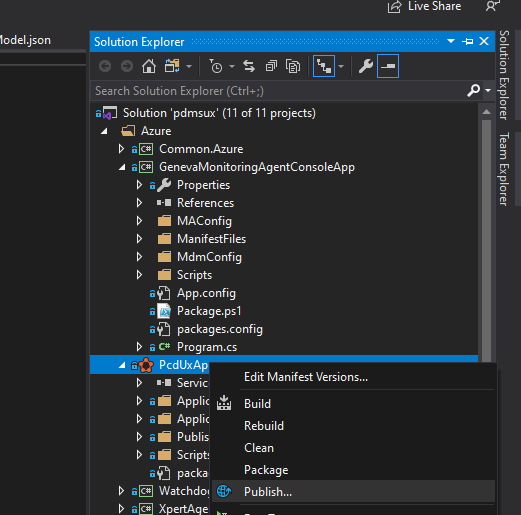 Live Share
Model.json
Solution Explorer
Search Solution Explorer (Ctrl+;)
Solution 'pdmsux' (11 of 11 projects)
Azure
C# Common.Azure
C# GenevaMonitoringAgentConsoleApp
Properties
References
MAConfig
ManifestFiles
MdmConfig
Scripts
App.config
Package.ps1
packages.config
C# Program.cs
PcdUxAp
Servic
Applic
Applic
Publis
Scripts
packa
C# Watchdog
C# XpertAge
Edit Manifest Versions...
Build
Rebuild
Clean
Package
Publish...
Solution Explorer
Team Explorer